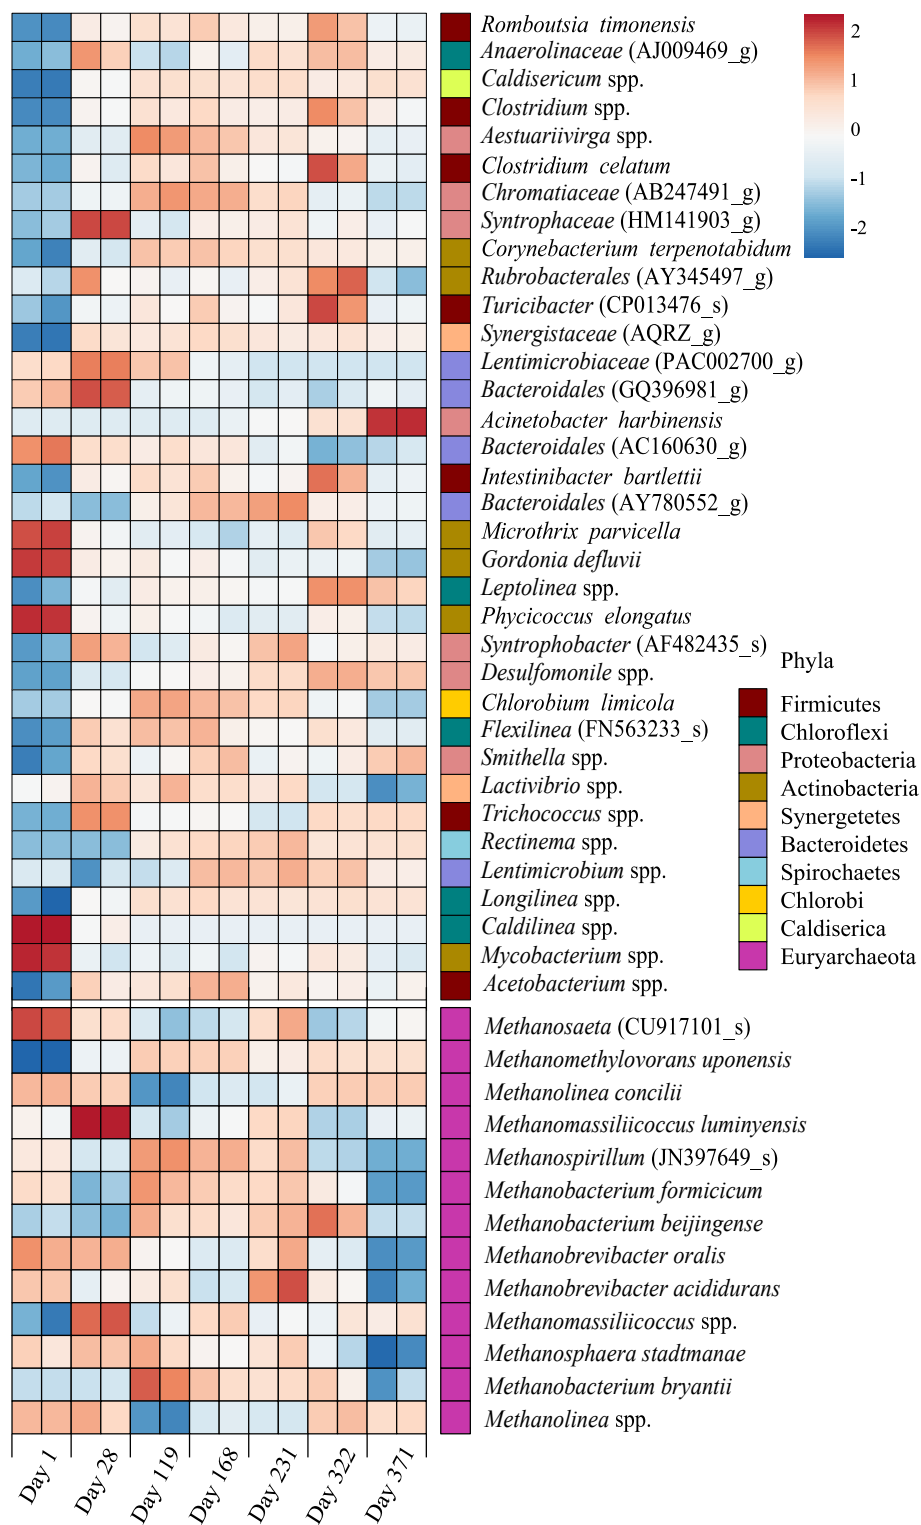 Romboutsia timonensis
Anaerolinaceae (AJ009469_g)
Caldisericum spp.
Clostridium spp.
Aestuariivirga spp.
Clostridium celatum
Chromatiaceae (AB247491_g)
Syntrophaceae (HM141903_g)
Corynebacterium terpenotabidum
Rubrobacterales (AY345497_g)
Turicibacter (CP013476_s)
Synergistaceae (AQRZ_g)
Lentimicrobiaceae (PAC002700_g)
Bacteroidales (GQ396981_g)
Acinetobacter harbinensis
Bacteroidales (AC160630_g)
Intestinibacter bartlettii
Bacteroidales (AY780552_g)
Microthrix parvicella
Gordonia defluvii
Leptolinea spp.
Phycicoccus elongatus
Syntrophobacter (AF482435_s)
Desulfomonile spp.
Chlorobium limicola
Flexilinea (FN563233_s)
Smithella spp.
Lactivibrio spp.
Trichococcus spp.
Rectinema spp.
Lentimicrobium spp.
Longilinea spp.
Caldilinea spp.
Mycobacterium spp.
Acetobacterium spp.
Methanosaeta (CU917101_s)
Methanomethylovorans uponensis
Methanolinea concilii
Methanomassiliicoccus luminyensis
Methanospirillum (JN397649_s)
Methanobacterium formicicum
Methanobacterium beijingense
Methanobrevibacter oralis
Methanobrevibacter acididurans
Methanomassiliicoccus spp.
Methanosphaera stadtmanae
Methanobacterium bryantii
Methanolinea spp.
2
1
0
-1
-2
Phyla
Firmicutes
Chloroflexi
Proteobacteria
Actinobacteria
Synergetetes
Bacteroidetes
Spirochaetes
Chlorobi
Caldiserica
Euryarchaeota
Day 1
Day 28
Day 119
Day 168
Day 231
Day 322
Day 371